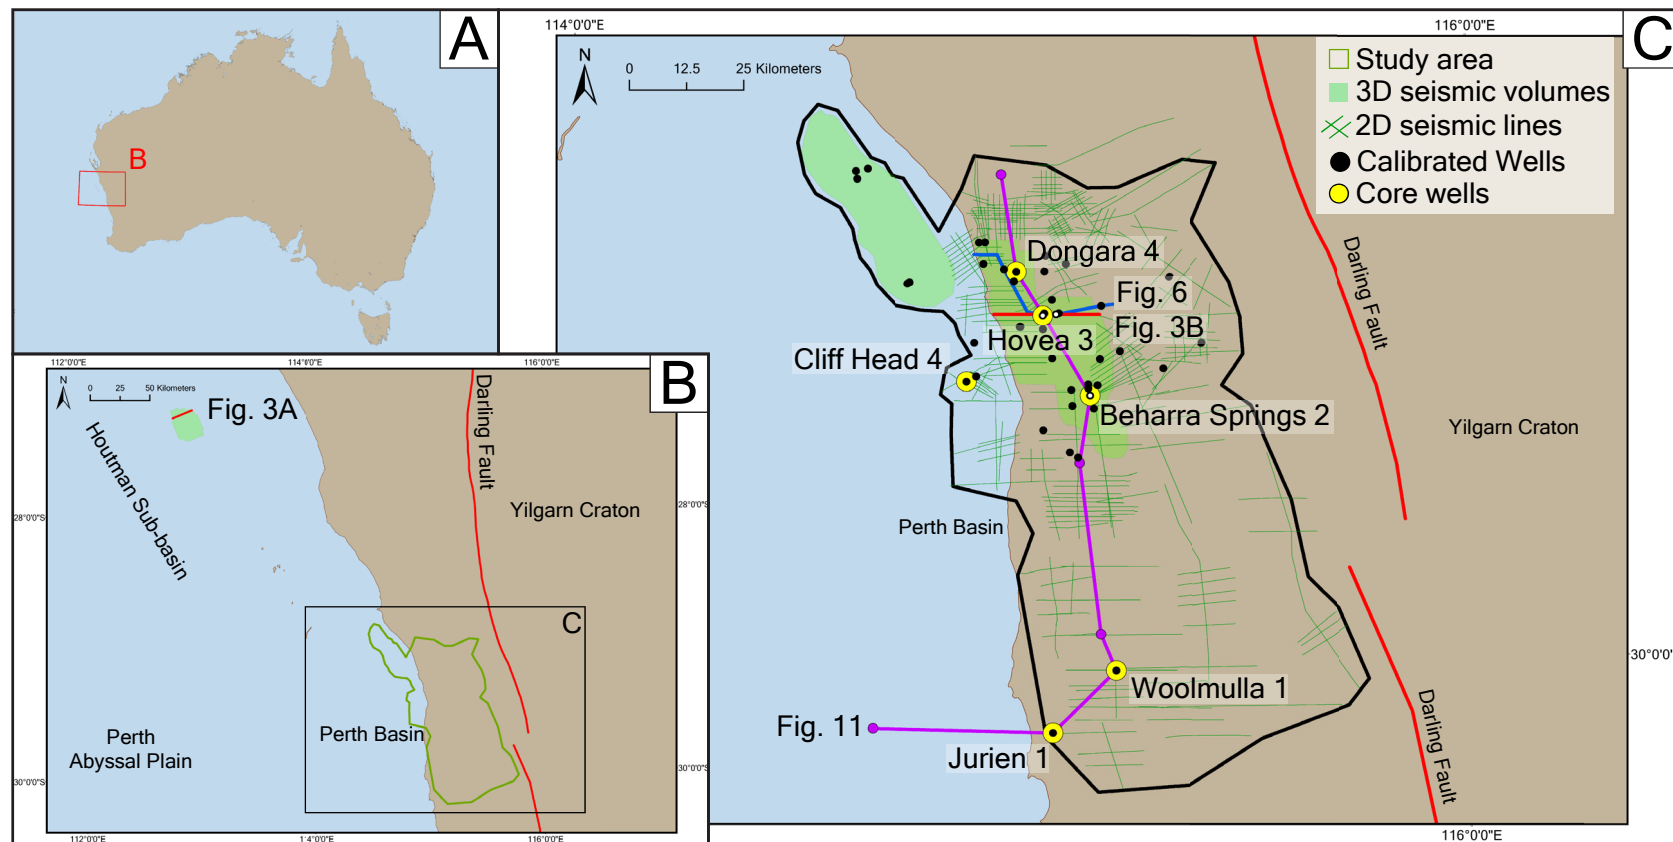 A
B
B
112°0'0"E
114°0'0"E
116°0'0"E
N
0 25 50 Kilometers
Fig. 3A
Houtman Sub-basin
Darling Fault
Yilgarn Craton
28°0'0"S
28°0'0"S
C
Perth Basin
Perth
Abyssal Plain
30°0'0"S
30°0'0"S
112°0'0"E
114°0'0"E
116°0'0"E
C
114°0'0"E
116°0'0"E
N
0 12.5 25 Kilometers
Study area
3D seismic volumes
2D seismic lines
Calibrated Wells
Core wells
Dongara 4
Darling Fault
Fig. 6
Fig. 3B
Hovea 3
Cliff Head 4
Beharra Springs 2
Yilgarn Craton
Perth Basin
30°0'0"
Woolmulla 1
Fig. 11
Jurien 1
Darling Fault
116°0'0"E